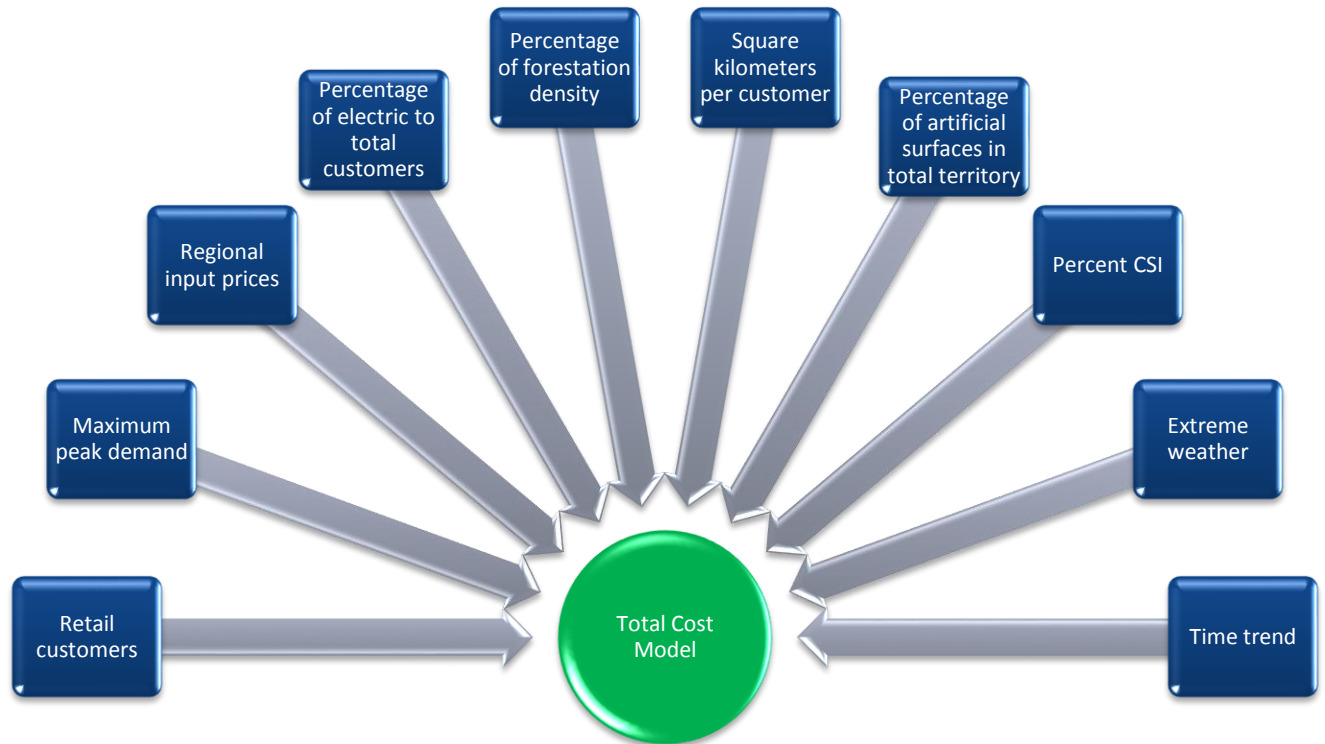 Retail
customers
Maximum
peak demand
Regional
input prices
Percentage
of electric to
total
customers
Percentage
of forestation
density
Square
kilometers
per customer
Percentage
of artificial
surfaces in
total territory
Percent CSI
Extreme
weather
Time trend
Total Cost
Model